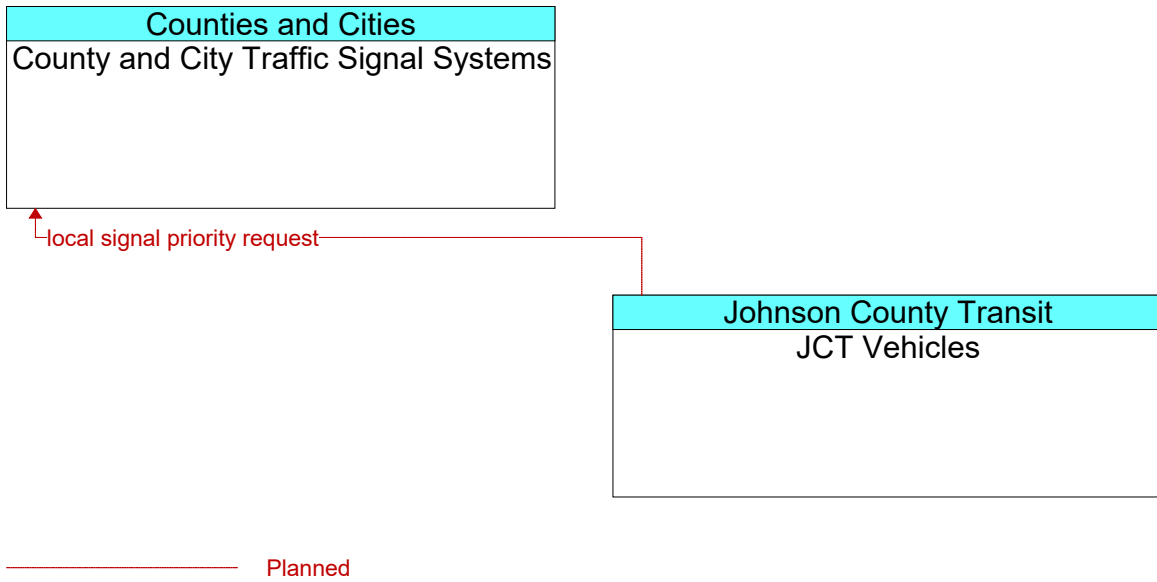 Counties and Cities
County and City Traffic Signal Systems
local signal priority request
Johnson County Transit
JCT Vehicles
Planned